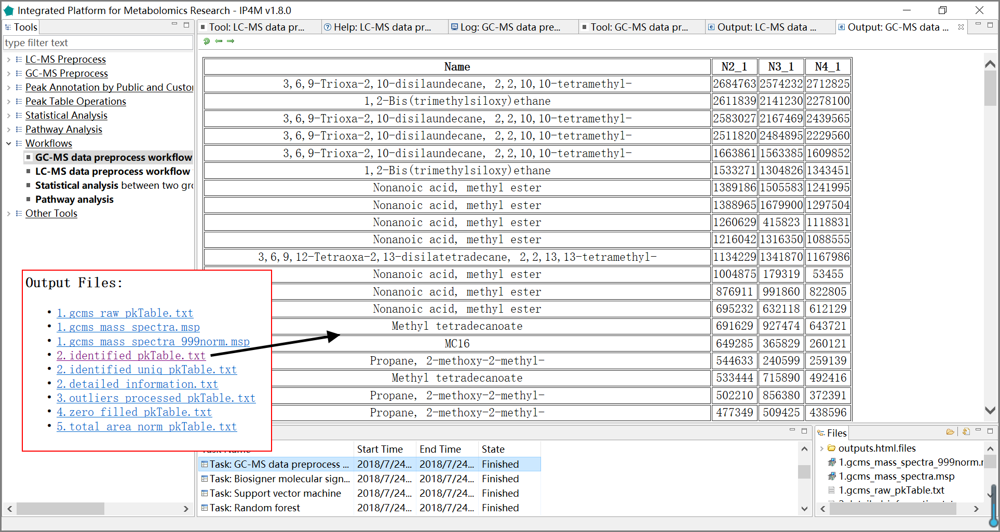 Integrated Platform for Metabolomics Research - IP4M v1.8.0
Tools
type filter text
LC-MS Preprocess
GC-MS Preprocess
Peak Annotation by Public and Custo
Peak Table Operations
Statistical Analysis
Pathway Analysis
Workflows
GC-MS data preprocess workflow
LC-MS data preprocess workflow
Statistical analysis between two gro
Pathway analysis
Other Tools
Tool: LC-MS data pr...
Help: LC-MS data pr...
Log: GC-MS data pre...
Tool: GC-MS data pr...
Output: LC-MS data ...
Output: GC-MS data ...
Name N2_1 N3_1 N4_1
3,6,9-Trioxa-2,10-disilaundecane, 2,2,10,10-tetramethyl- 2684763 2574232 2712825
1,2-Bis(trimethylsiloxy)ethane 2611839 2141230 2278100
3,6,9-Trioxa-2,10-disilaundecane, 2,2,10,10-tetramethyl- 2583027 2167469 2439565
3,6,9-Trioxa-2,10-disilaundecane, 2,2,10,10-tetramethyl- 2511820 2484895 2229560
3,6,9-Trioxa-2,10-disilaundecane, 2,2,10,10-tetramethyl- 1663861 1563385 1609852
1,2-Bis(trimethylsiloxy)ethane 1533271 1304826 1343451
Nonanoic acid, methyl ester 1389186 1505583 1241995
Nonanoic acid, methyl ester 1388965 1679900 1297504
Nonanoic acid, methyl ester 1260629 415823 1118831
Nonanoic acid, methyl ester 1216042 1316350 1088555
3,6,9,12-Tetraoxa-2,13-disilatetradecane, 2,2,13,13-tetramethyl- 1134229 1341870 1167986
Nonanoic acid, methyl ester 1004875 179319 53455
Nonanoic acid, methyl ester 876911 991860 822805
Nonanoic acid, methyl ester 695232 632118 612129
Methyl tetradecanoate 691629 927474 643721
MC16 649285 365829 260121
Propane, 2-methoxy-2-methyl- 544633 240599 259139
Methyl tetradecanoate 533444 715890 492416
Propane, 2-methoxy-2-methyl- 502210 856380 372391
Propane, 2-methoxy-2-methyl- 477349 509425 438596
Output Files:
1.gcms_raw_pkTable.txt
1.gcms_mass_spectra.msp
1.gcms_mass_spectra_999norm.msp
2.identified_pkTable.txt
2.identified_uniq_pkTable.txt
2.detailed_information.txt
3.outliers_processed_pkTable.txt
4.zero_filled_pkTable.txt
5.total_area_norm_pkTable.txt
Start Time End Time State
Task: GC-MS data preprocess ... 2018/7/24... 2018/7/24... Finished
Task: Biosigner molecular sign... 2018/7/24... 2018/7/24... Finished
Task: Support vector machine 2018/7/24... 2018/7/24... Finished
Task: Random forest 2018/7/24... 2018/7/24... Finished
Files
outputs.html.files
1.gcms_mass_spectra_999norm.r
1.gcms_mass_spectra.msp
1.gcms_raw_pkTable.txt